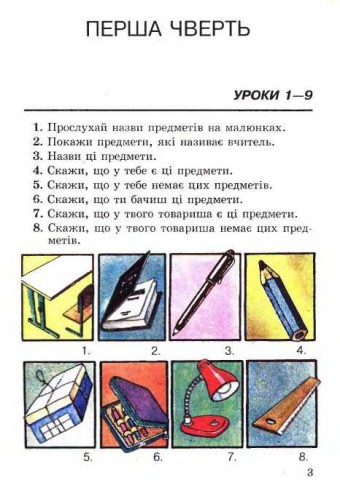 ПЕРША ЧВЕРТЬ
УРОКИ 1—9
1. Прослухай назви предметів на малюнках.
2. Покажи предмети, які називає вчитель.
3. Назви ці предмети.
4. Скажи, що у тебе є ці предмети.
5. Скажи, що у тебе немає цих предметів.
6. Скажи, що ти бачиш ці предмети.
7. Скажи, що у твого товариша є ці предмети.
8. Скажи, що у твого товариша немає цих пред-
метів.
1. 2. 3. 4.
5. 6. 7. 8.
3